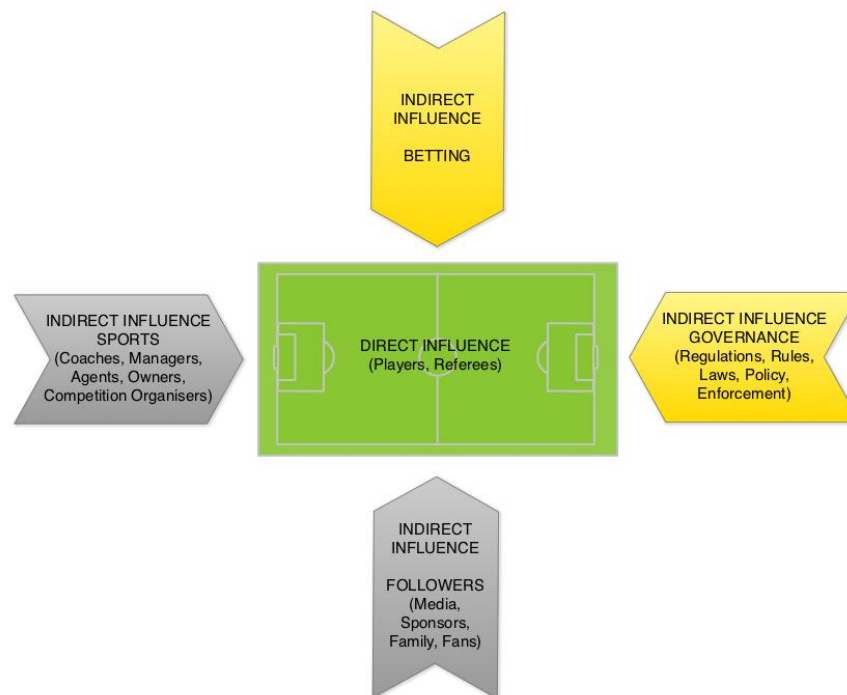 INDIRECT
INFLUENCE
BETTING
INDIRECT INFLUENCE
SPORTS
(Coaches, Managers,
Agents, Owners,
Competition Organisers)
DIRECT INFLUENCE
(Players, Referees)
INDIRECT INFLUENCE
GOVERNANCE
(Regulations, Rules,
Laws, Policy,
Enforcement)
INDIRECT
INFLUENCE
FOLLOWERS
(Media,
Sponsors,
Family, Fans)